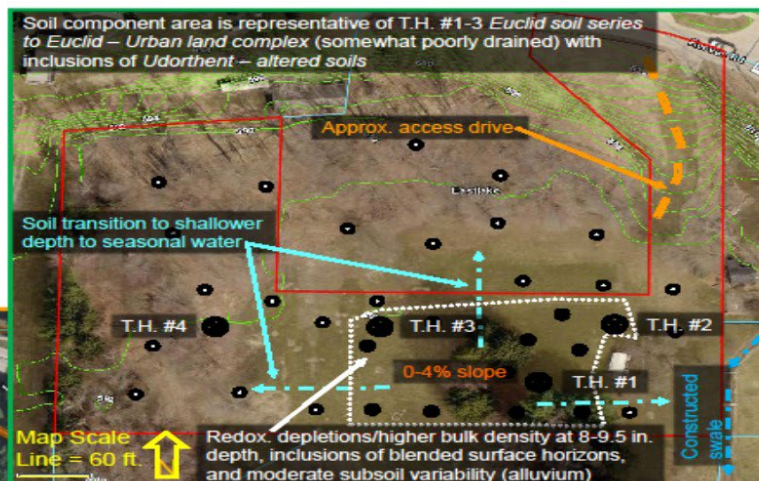 Soil component area is representative of T.H. #1-3 Euclid soil series
to Euclid – Urban land complex (somewhat poorly drained) with
inclusions of Udorthent – altered soils
Approx. access drive
Eastlake
Soil transition to shallower
depth to seasonal water
T.H. #4
T.H. #3
T.H. #2
0-4% slope
T.H. #1
Constructed
swale
Map Scale
Line = 60 ft.
Redox. depletions/higher bulk density at 8-9.5 in.
depth, inclusions of blended surface horizons,
and moderate subsoil variability (alluvium)